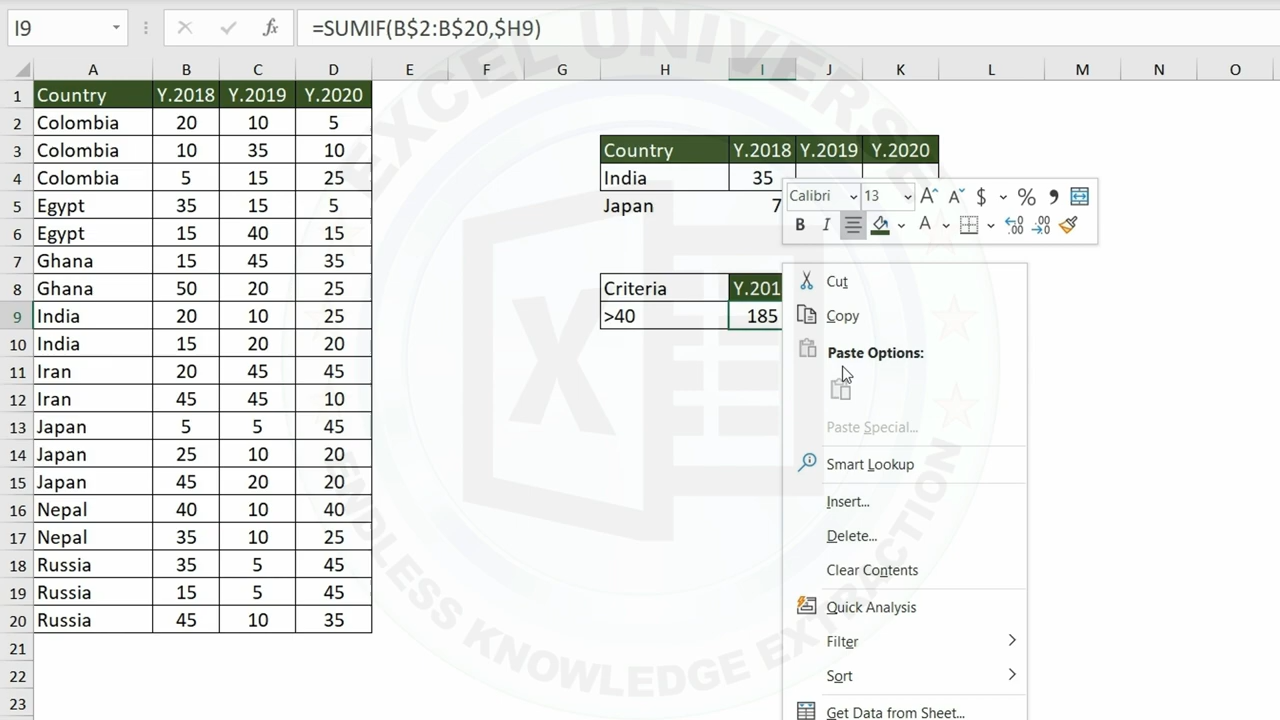 I9 fx =SUMIF(B$2:B$20,$H9)
A B C D E F G H I J K L M N O
1 Country Y.2018 Y.2019 Y.2020
2 Colombia 20 10 5
3 Colombia 10 35 10 Country Y.2018 Y.2019 Y.2020
4 Colombia 5 15 25 India 35
Calibri 13 $ % ,
5 Egypt 35 15 5 Japan 7
B I A .00 .00
6 Egypt 15 40 15
7 Ghana 15 45 35
8 Ghana 50 20 25 Criteria Y.201
9 India 20 10 25 >40 185
10 India 15 20 20
11 Iran 20 45 45
12 Iran 45 45 10
13 Japan 5 5 45
14 Japan 25 10 20
15 Japan 45 20 20
16 Nepal 40 10 40
17 Nepal 35 10 25
18 Russia 35 5 45
19 Russia 15 5 45
20 Russia 45 10 35
21
22
23
Cut
Copy
Paste Options:
Paste Special...
Smart Lookup
Insert...
Delete...
Clear Contents
Quick Analysis
Filter
Sort
Get Data from Sheet...
EXCEL UNIVERSE
X
ENDLESS KNOWLEDGE EXTRACTION